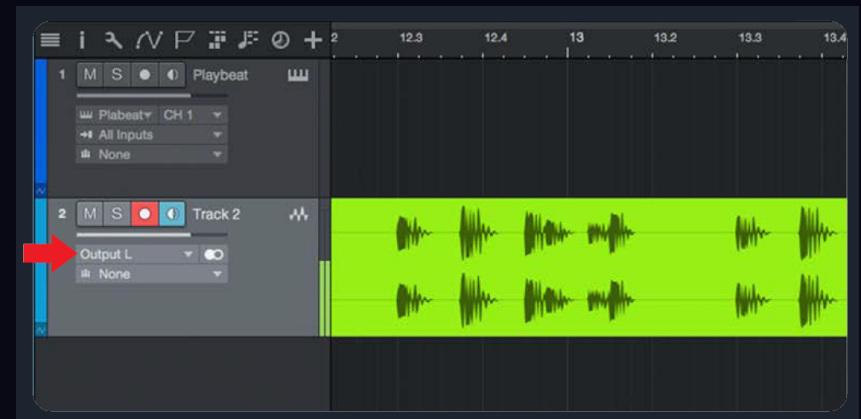 2 12.3 12.4 13 13.2 13.3 13.4
1 M S Playbeat
Plabeat CH 1
All Inputs
None
2 M S Track 2
Output L
None